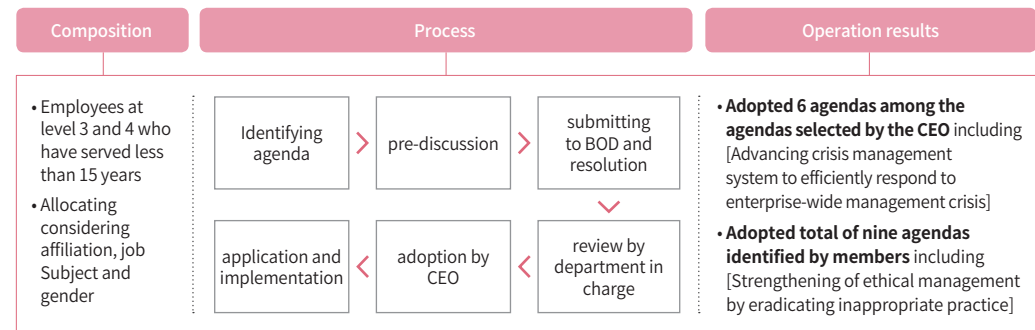 Composition
Process
Operation results
• Employees at
level 3 and 4 who
have served less
than 15 years
• Allocating
considering
affiliation, job
Subject and
gender
Identifying
agenda
pre-discussion
submitting
to BOD and
resolution
review by
department in
charge
adoption by
CEO
application and
implementation
• Adopted 6 agendas among the
agendas selected by the CEO including
[Advancing crisis management
system to efficiently respond to
enterprise-wide management crisis]
• Adopted total of nine agendas
identified by members including
[Strengthening of ethical management
by eradicating inappropriate practice]